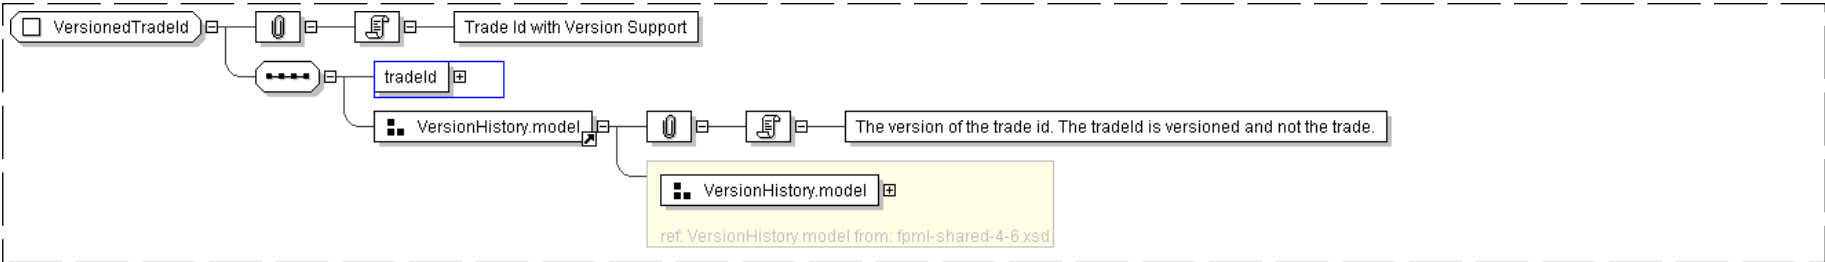 VersionedTradeId
Trade Id with Version Support
tradeId
VersionHistory.model
The version of the trade id. The tradeId is versioned and not the trade.
VersionHistory.model
ref: VersionHistory.model from: fpml-shared-4-6.xsd